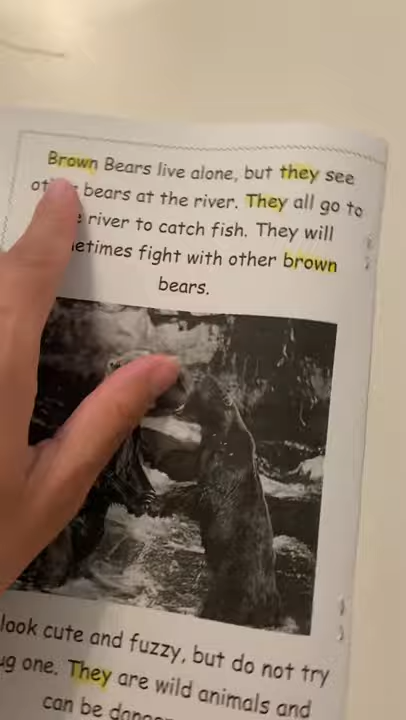 Brown Bears live alone, but they see
bears at the river. They all go to
river to catch fish. They will
fight with other brown
bears.
look cute and fuzzy, but do not try
one. They are wild animals and
can be